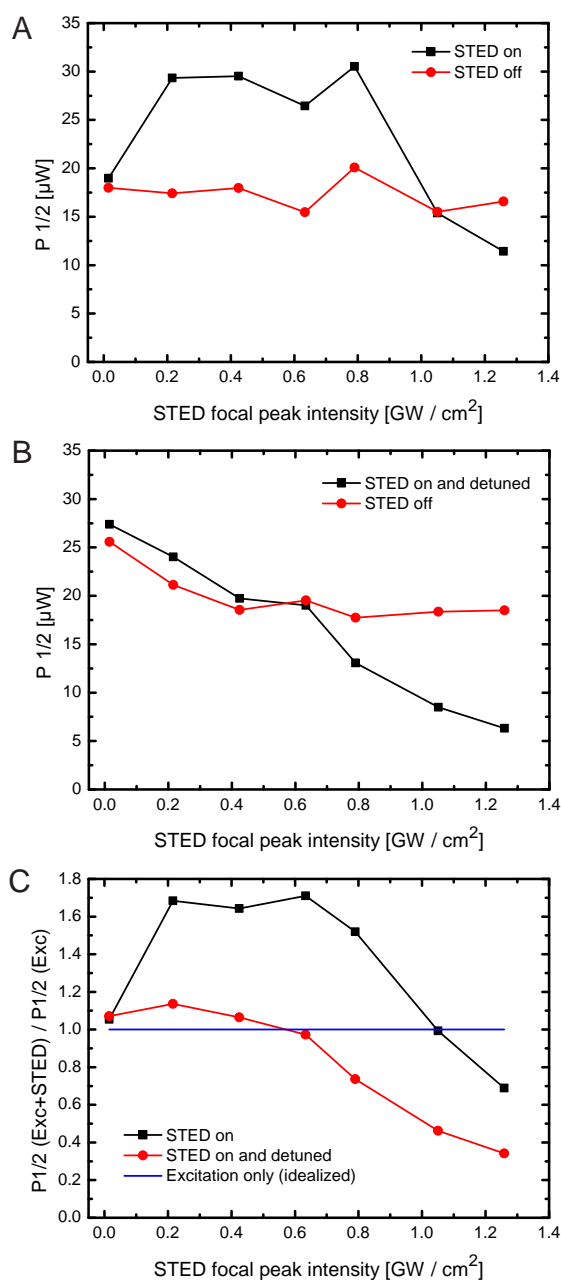 A
35
30
25
20
15
10
5
0
P 1/2 [µW]
STED on
STED off
0.0 0.2 0.4 0.6 0.8 1.0 1.2 1.4
STED focal peak intensity [GW / cm²]
B
35
30
25
20
15
10
5
0
P 1/2 [µW]
STED on and detuned
STED off
0.0 0.2 0.4 0.6 0.8 1.0 1.2 1.4
STED focal peak intensity [GW / cm²]
C
1.8
1.6
1.4
1.2
1.0
0.8
0.6
0.4
0.2
0.0
P1/2 (Exc+STED) / P1/2 (Exc)
STED on
STED on and detuned
Excitation only (idealized)
0.0 0.2 0.4 0.6 0.8 1.0 1.2 1.4
STED focal peak intensity [GW / cm²]